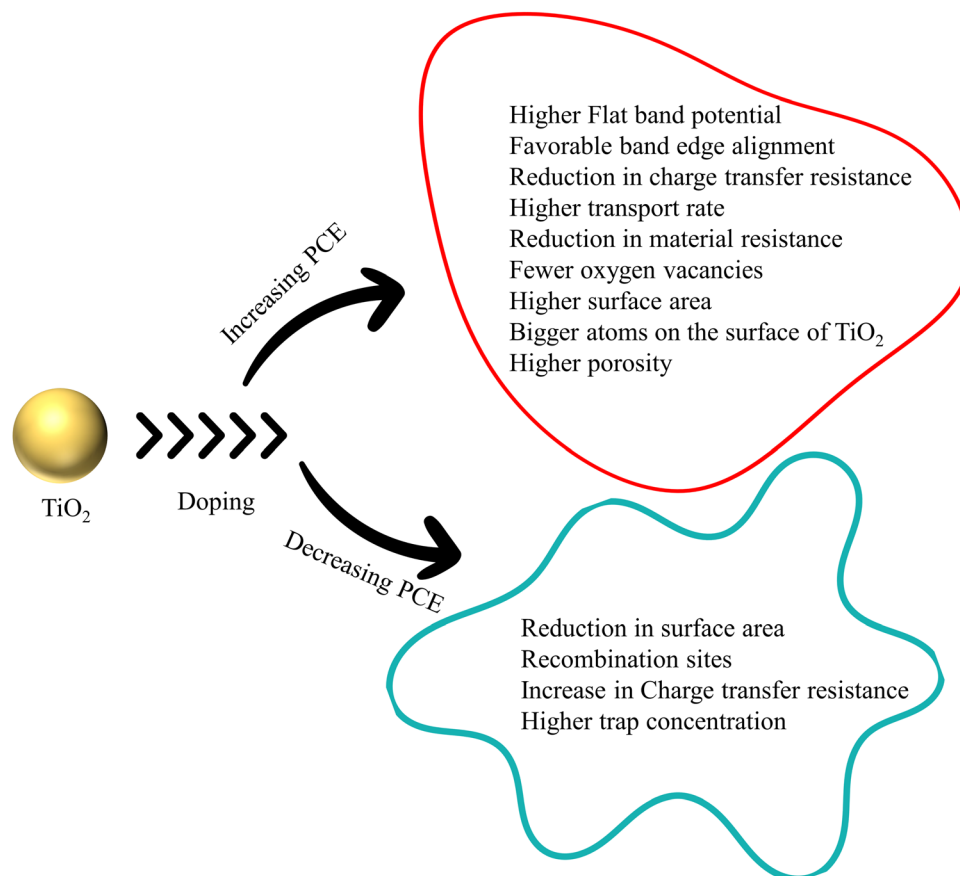 Higher Flat band potential
Favorable band edge alignment
Reduction in charge transfer resistance
Higher transport rate
Reduction in material resistance
Fewer oxygen vacancies
Higher surface area
Bigger atoms on the surface of TiO₂
Higher porosity
Increasing PCE
TiO₂
Doping
Decreasing PCE
Reduction in surface area
Recombination sites
Increase in Charge transfer resistance
Higher trap concentration